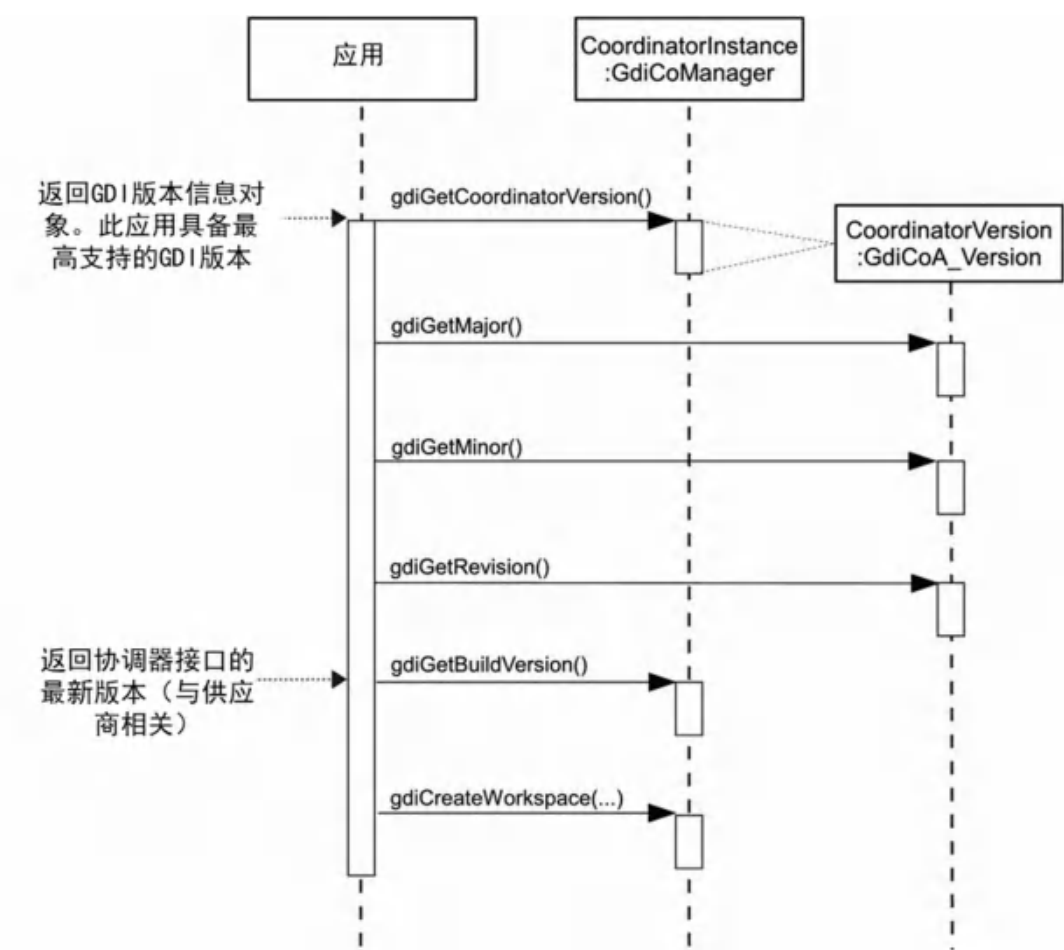 应用
CoordinatorInstance
:GdiCoManager
返回GDI版本信息对
象。此应用具备最
高支持的GDI版本
gdiGetCoordinatorVersion()
CoordinatorVersion
:GdiCoA_Version
gdiGetMajor()
gdiGetMinor()
gdiGetRevision()
返回协调器接口的
最新版本（与供应
商相关）
gdiGetBuildVersion()
gdiCreateWorkspace(...)